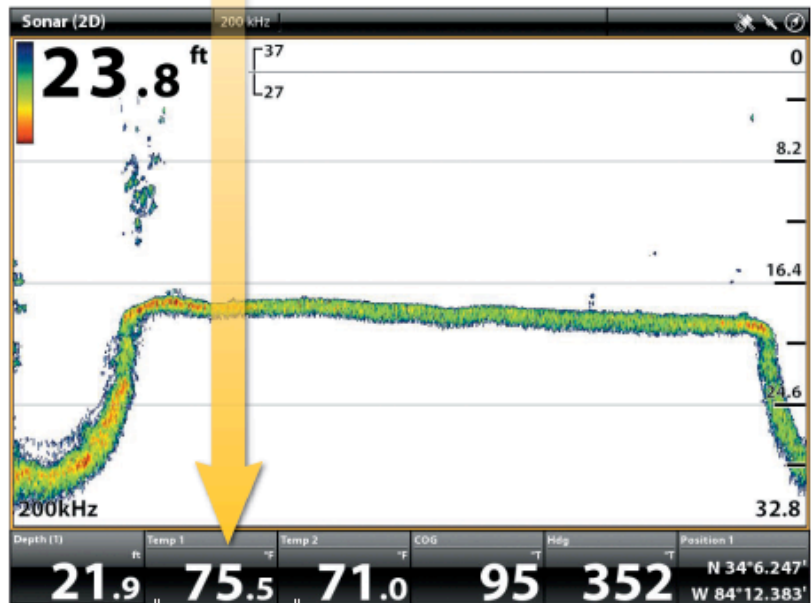 Sonar (2D) 200 kHz
23.8 ft
37
27
0
8.2
16.4
24.6
200kHz
32.8
Depth (1) Temp 1 Temp 2 COG Hdg Position 1
ft °F °F °T °T
21.9 75.5 71.0 95 352 N 34°6.247'
W 84°12.383'